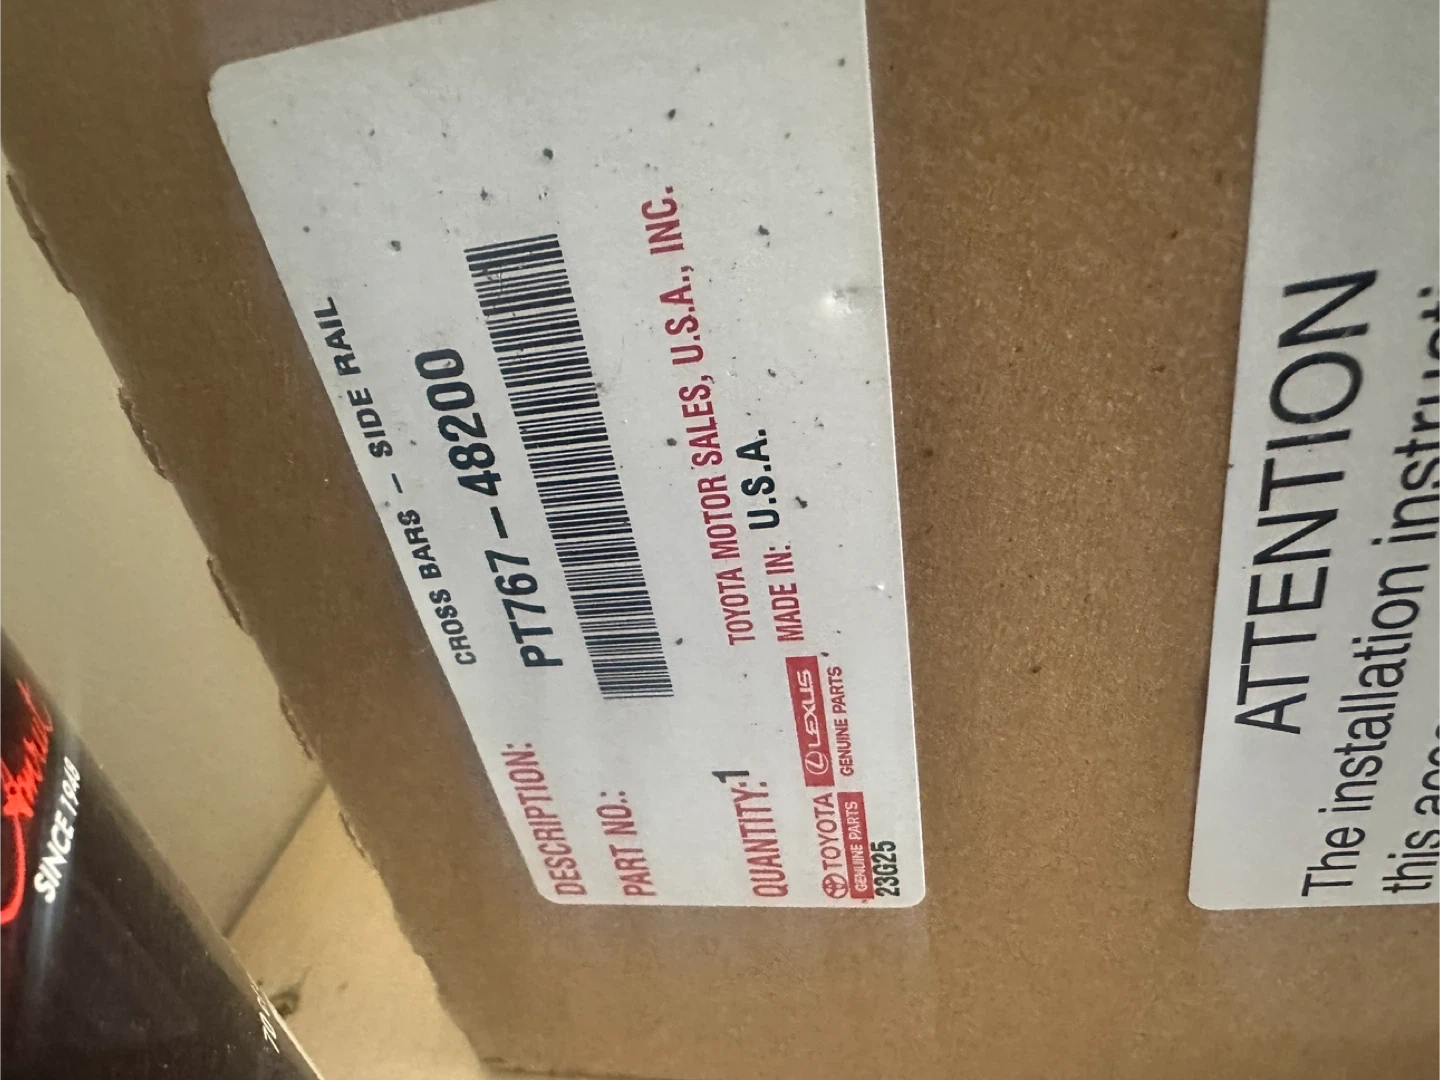 DESCRIPTION: CROSS BARS - SIDE RAIL
PART NO.: PT767-48200
QUANTITY:1
TOYOTA MOTOR SALES, U.S.A., INC.
MADE IN: U.S.A.
TOYOTA LEXUS
GENUINE PARTS GENUINE PARTS
23G25
ATTENTION
The installation
this
SINCE 1948